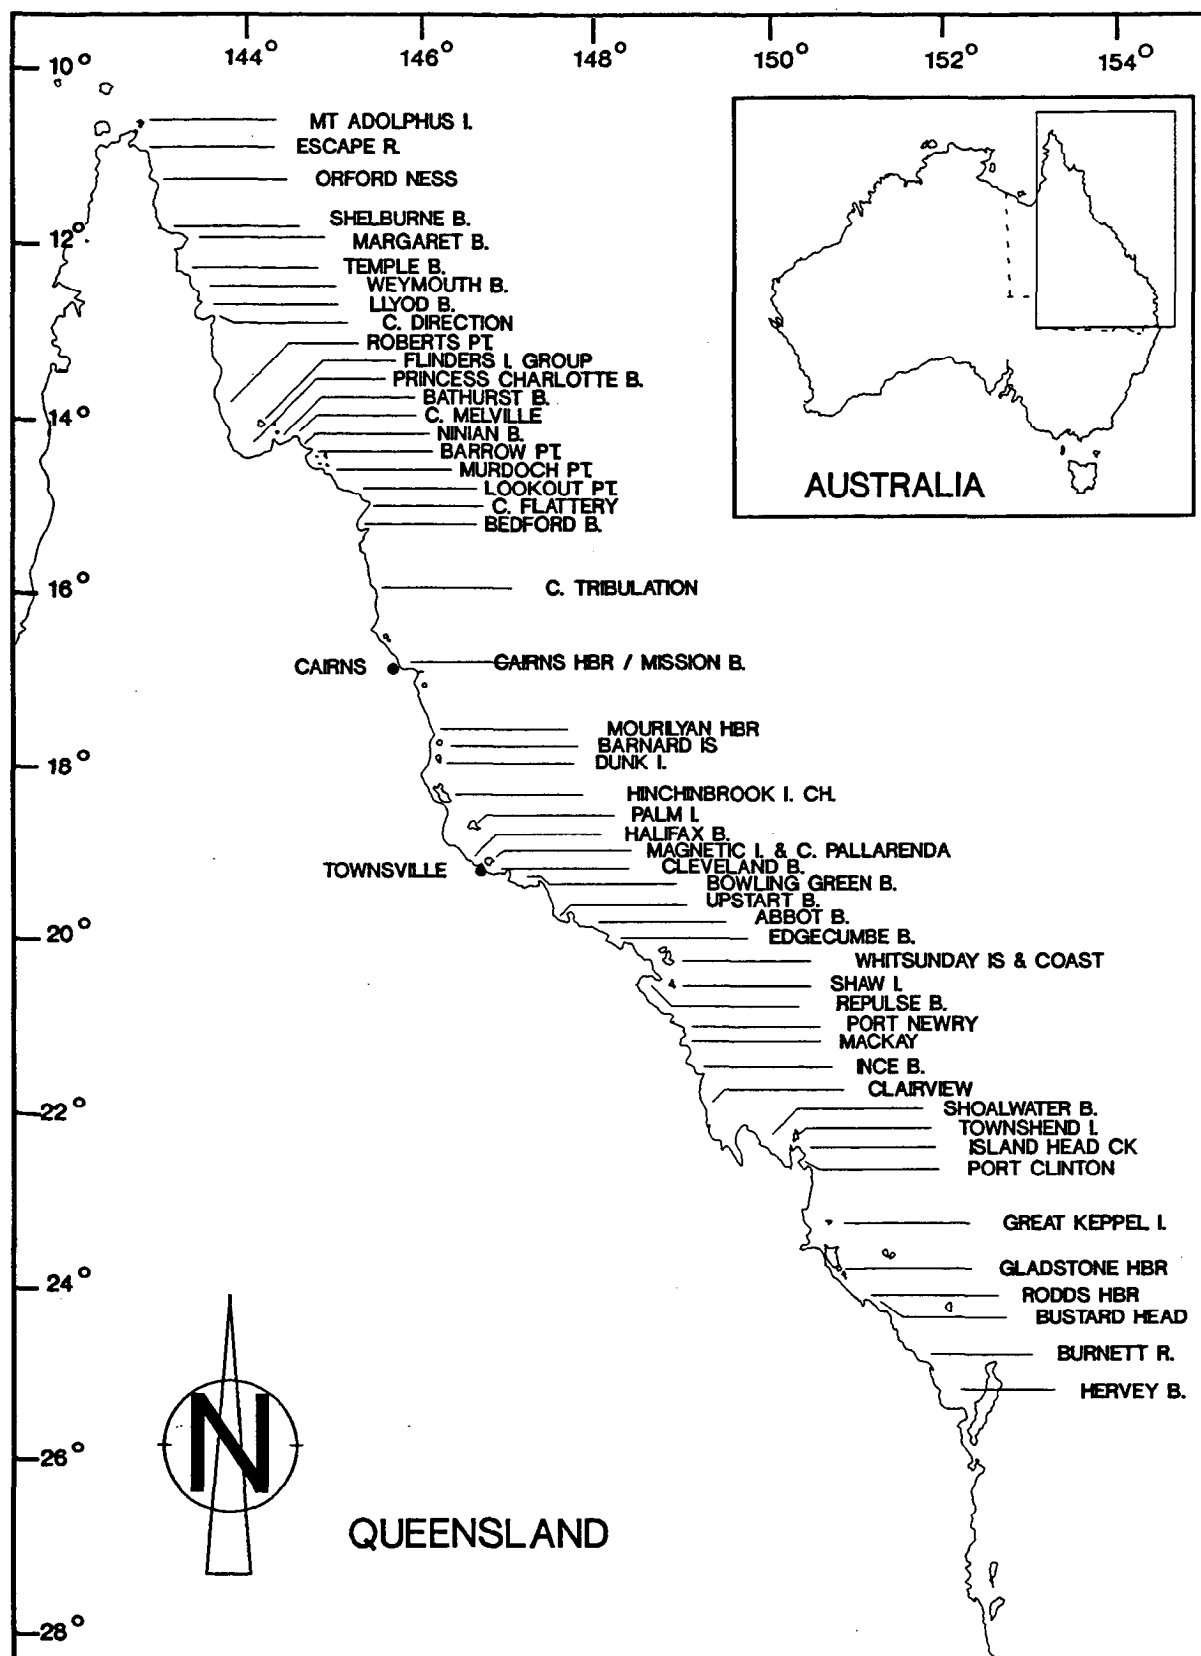 144° 146° 148° 150° 152° 154°
10°
MT ADOLPHUS I.
ESCAPE R.
ORFORD NESS
SHELBURNE B.
12°
MARGARET B.
TEMPLE B.
WEYMOUTH B.
LLYOD B.
C. DIRECTION
ROBERTS PT.
FLINDERS I. GROUP
PRINCESS CHARLOTTE B.
BATHURST B.
14°
C. MELVILLE
NINIAN B.
BARROW PT.
MURDOCH PT.
LOOKOUT PT.
C. FLATTERY
BEDFORD B.
AUSTRALIA
16°
C. TRIBULATION
CAIRNS
CAIRNS HBR / MISSION B.
MOURILYAN HBR
BARNARD IS
18°
DUNK I.
HINCHINBROOK I. CH.
PALM I.
HALIFAX B.
MAGNETIC I. & C. PALLARENDA
TOWNSVILLE
CLEVELAND B.
BOWLING GREEN B.
UPSTART B.
ABBOT B.
20°
EDGECUMBE B.
WHITSUNDAY IS & COAST
SHAW I.
REPULSE B.
PORT NEWRY
MACKAY
INCE B.
CLAIRVIEW
22°
SHOALWATER B.
TOWNSHEND I.
ISLAND HEAD CK
PORT CLINTON
GREAT KEPPEL I.
GLADSTONE HBR
24°
RODDS HBR
BUSTARD HEAD
BURNETT R.
HERVEY B.
N
26°
QUEENSLAND
28°